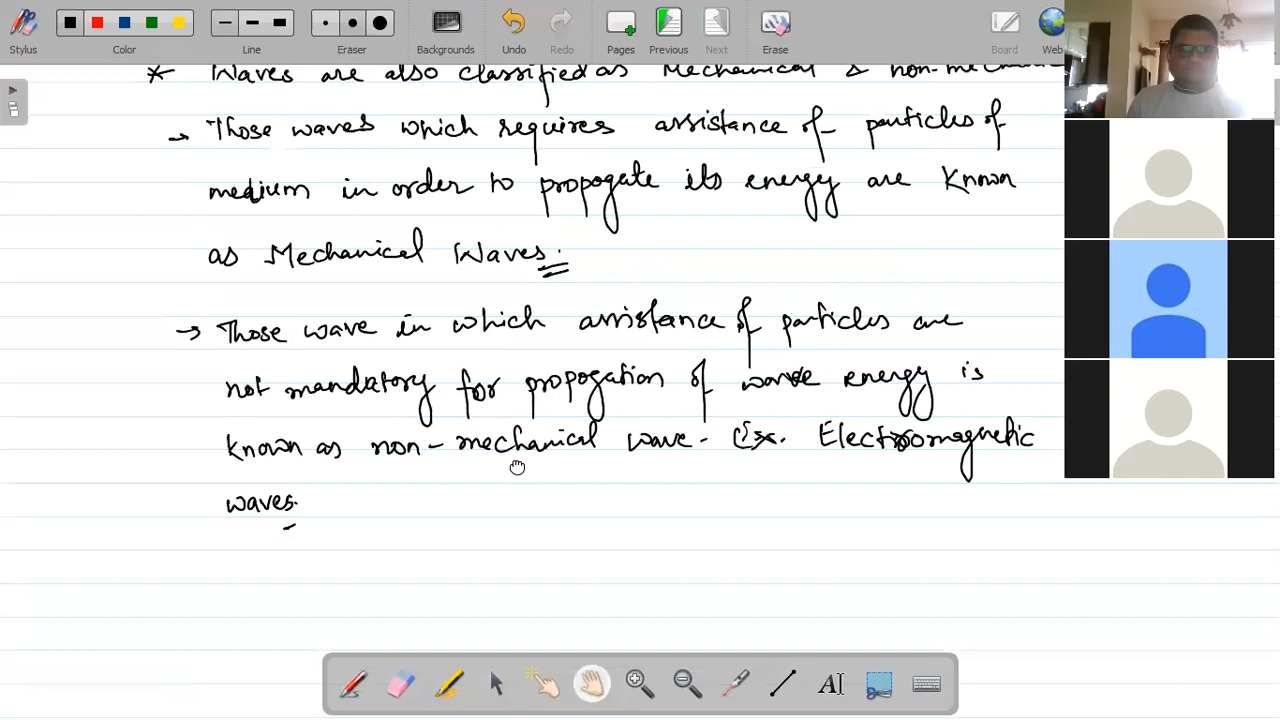 Stylus Color Line Eraser Backgrounds Undo Redo Pages Previous Next Erase Board Web
* Waves are also classified as Mechanical & non-mechan
→ Those waves which requires assistance of particles of
medium in order to propogate its energy are known
as Mechanical Waves.
→ Those wave in which assistance of particles are
not mandatory for propogation of wave energy is
known as non-mechanical wave. Ex. Electromagnetic
waves.